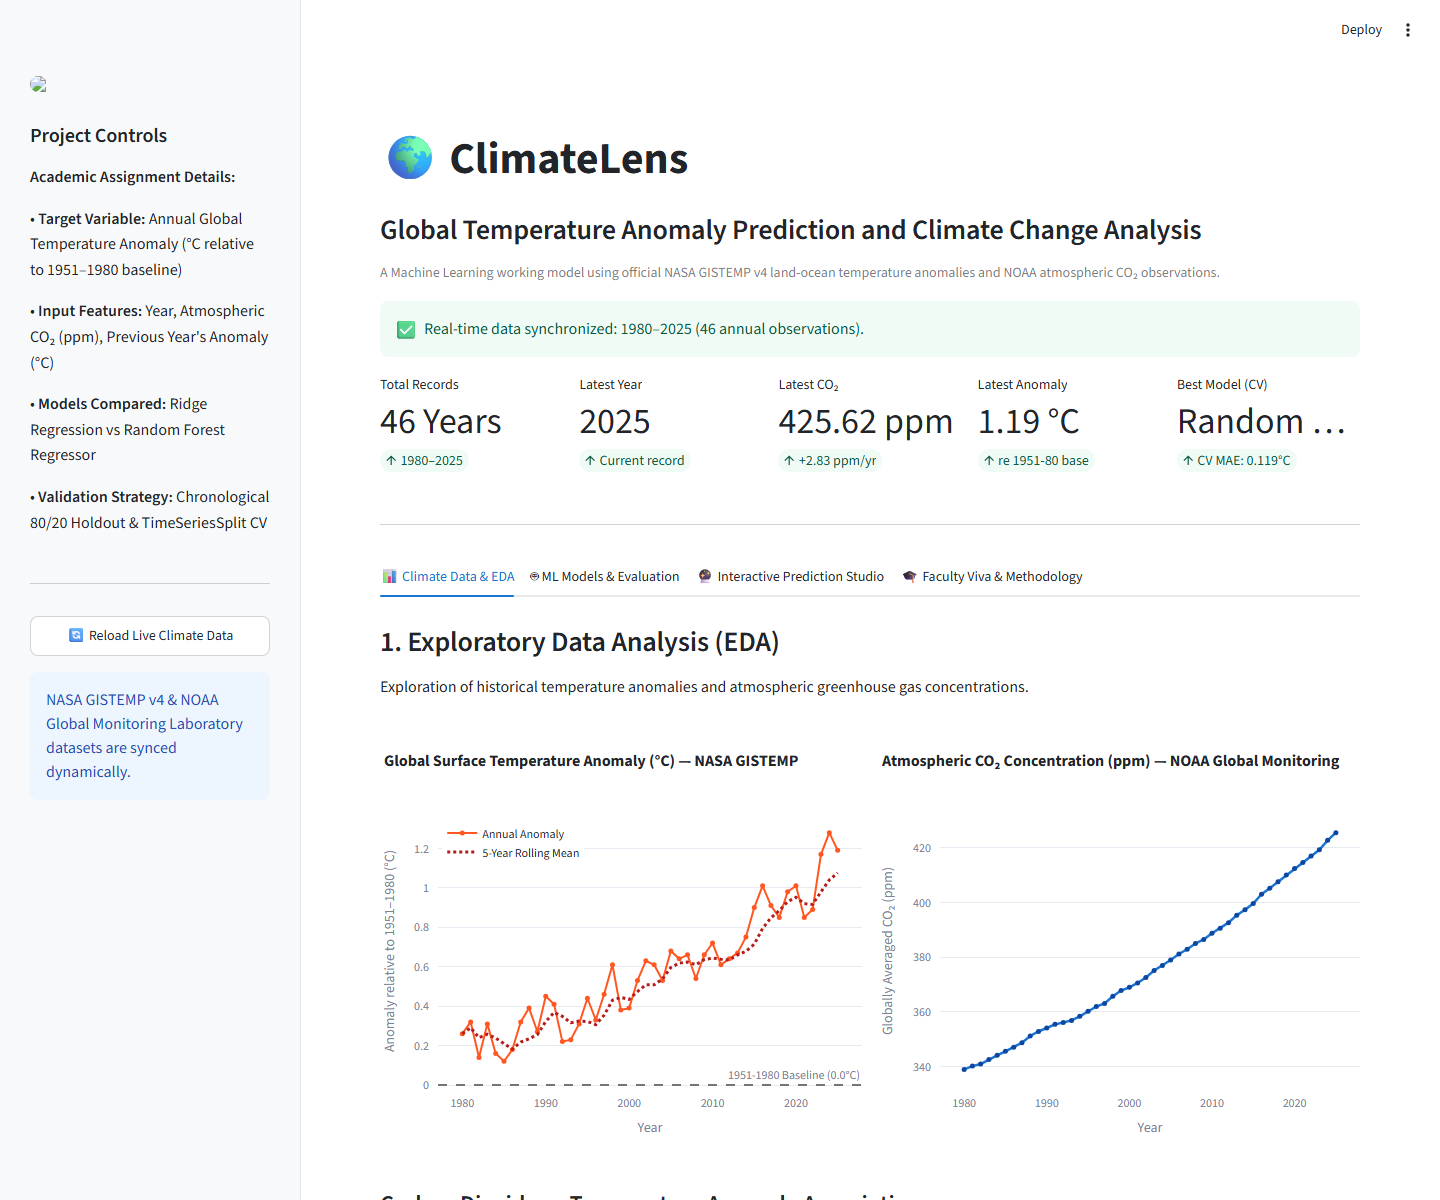 Deploy
Project Controls
Academic Assignment Details:
• Target Variable: Annual Global
Temperature Anomaly (°C relative
to 1951–1980 baseline)
• Input Features: Year, Atmospheric
CO₂ (ppm), Previous Year's Anomaly
(°C)
• Models Compared: Ridge
Regression vs Random Forest
Regressor
• Validation Strategy: Chronological
80/20 Holdout & TimeSeriesSplit CV
Reload Live Climate Data
NASA GISTEMP v4 & NOAA
Global Monitoring Laboratory
datasets are synced
dynamically.
ClimateLens
Global Temperature Anomaly Prediction and Climate Change Analysis
A Machine Learning working model using official NASA GISTEMP v4 land-ocean temperature anomalies and NOAA atmospheric CO₂ observations.
Real-time data synchronized: 1980–2025 (46 annual observations).
Total Records
46 Years
↑ 1980–2025
Latest Year
2025
↑ Current record
Latest CO₂
425.62 ppm
↑ +2.83 ppm/yr
Latest Anomaly
1.19 °C
↑ re 1951-80 base
Best Model (CV)
Random …
↑ CV MAE: 0.119°C
Climate Data & EDA
ML Models & Evaluation
Interactive Prediction Studio
Faculty Viva & Methodology
1. Exploratory Data Analysis (EDA)
Exploration of historical temperature anomalies and atmospheric greenhouse gas concentrations.
Global Surface Temperature Anomaly (°C) — NASA GISTEMP
Annual Anomaly
5-Year Rolling Mean
Anomaly relative to 1951–1980 (°C)
1.2
1
0.8
0.6
0.4
0.2
0
1951-1980 Baseline (0.0°C)
1980 1990 2000 2010 2020
Year
Atmospheric CO₂ Concentration (ppm) — NOAA Global Monitoring
Globally Averaged CO₂ (ppm)
420
400
380
360
340
1980 1990 2000 2010 2020
Year